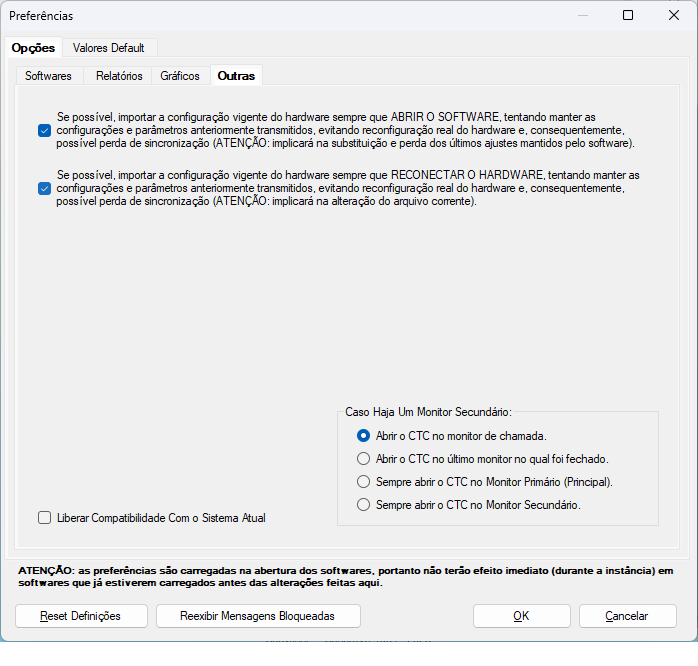 Preferências
Opções Valores Default
Softwares Relatórios Gráficos Outras
Se possível, importar a configuração vigente do hardware sempre que ABRIR O SOFTWARE, tentando manter as
configurações e parâmetros anteriormente transmitidos, evitando reconfiguração real do hardware e, consequentemente,
possível perda de sincronização (ATENÇÃO: implicará na substituição e perda dos últimos ajustes mantidos pelo software).
Se possível, importar a configuração vigente do hardware sempre que RECONECTAR O HARDWARE, tentando manter as
configurações e parâmetros anteriormente transmitidos, evitando reconfiguração real do hardware e, consequentemente,
possível perda de sincronização (ATENÇÃO: implicará na alteração do arquivo corrente).
Caso Haja Um Monitor Secundário:
Abrir o CTC no monitor de chamada.
Abrir o CTC no último monitor no qual foi fechado.
Sempre abrir o CTC no Monitor Primário (Principal).
Sempre abrir o CTC no Monitor Secundário.
Liberar Compatibilidade Com o Sistema Atual
ATENÇÃO: as preferências são carregadas na abertura dos softwares, portanto não terão efeito imediato (durante a instância) em
softwares que já estiverem carregados antes das alterações feitas aqui.
Reset Definições Reexibir Mensagens Bloqueadas OK Cancelar